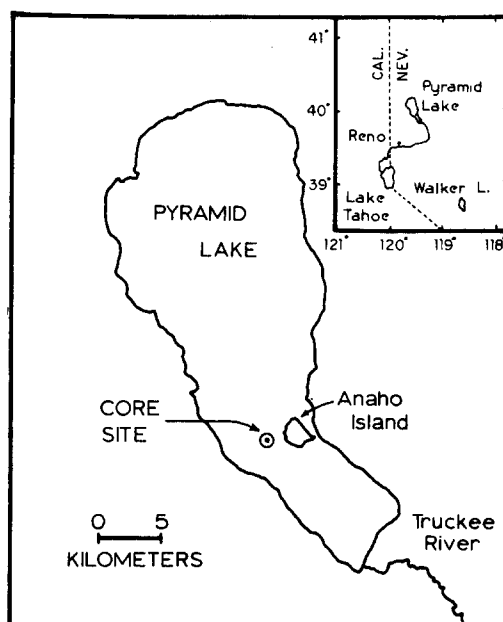 PYRAMID
LAKE
CORE
SITE
Anaho
Island
Truckee
River
0 5
KILOMETERS
41°
40°
39°
121° 120° 119° 118
CAL.
NEV.
Pyramid
Lake
Reno
Lake
Tahoe
Walker L.